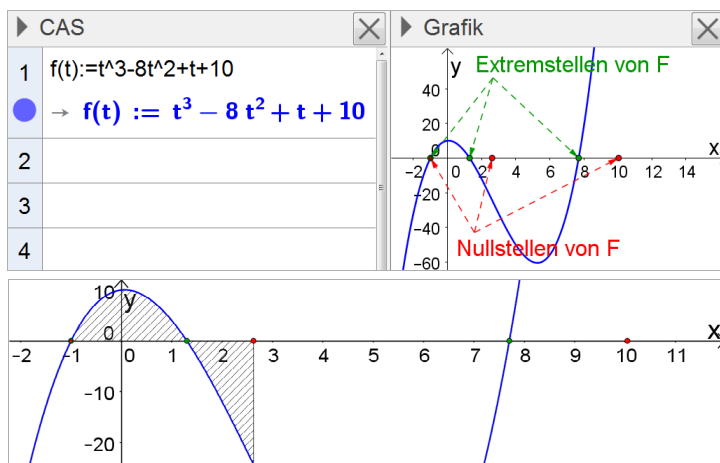 CAS
1 f(t):=t^3-8t^2+t+10
→ f(t) := t³ − 8 t² + t + 10
2
3
4
Grafik
y
Extremstellen von F
40
20
0
x
−2 2 4 6 8 10 12 14
−20
−40
Nullstellen von F
−60
10
y
0
x
−2 −1 0 1 2 3 4 5 6 7 8 9 10 11
−10
−20